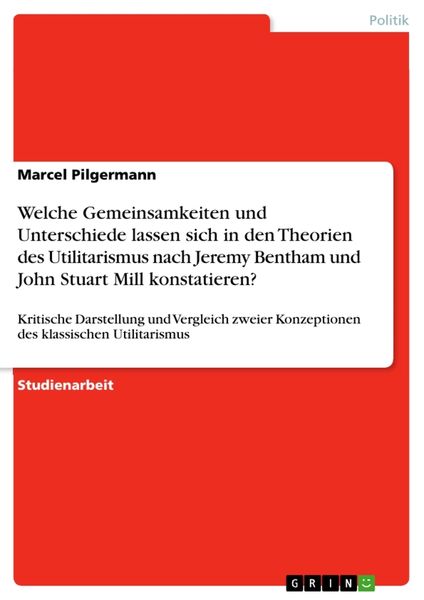 Politik
Marcel Pilgermann
Welche Gemeinsamkeiten und
Unterschiede lassen sich in den Theorien
des Utilitarismus nach Jeremy Bentham und
John Stuart Mill konstatieren?
Kritische Darstellung und Vergleich zweier Konzeptionen
des klassischen Utilitarismus
Studienarbeit
GRIN